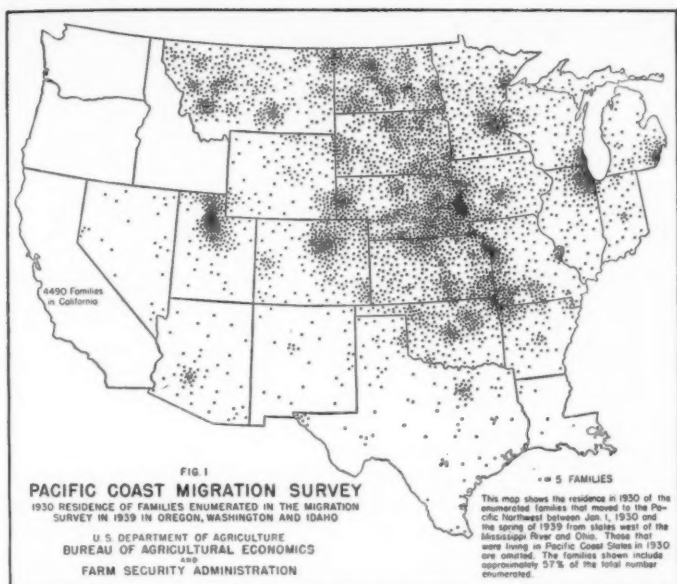 4490 Families
in California
FIG. 1
PACIFIC COAST MIGRATION SURVEY
1930 RESIDENCE OF FAMILIES ENUMERATED IN THE MIGRATION
SURVEY IN 1939 IN OREGON, WASHINGTON AND IDAHO
U. S. DEPARTMENT OF AGRICULTURE
BUREAU OF AGRICULTURAL ECONOMICS
AND
FARM SECURITY ADMINISTRATION
= 5 FAMILIES
This map shows the residence in 1930 of the
enumerated families that moved to the Pa-
cific Northwest between Jan. 1, 1930 and
the spring of 1939 from states west of the
Mississippi River and Ohio. Those that
were living in Pacific Coast States in 1930
are omitted. The families shown include
approximately 57% of the total number
enumerated.